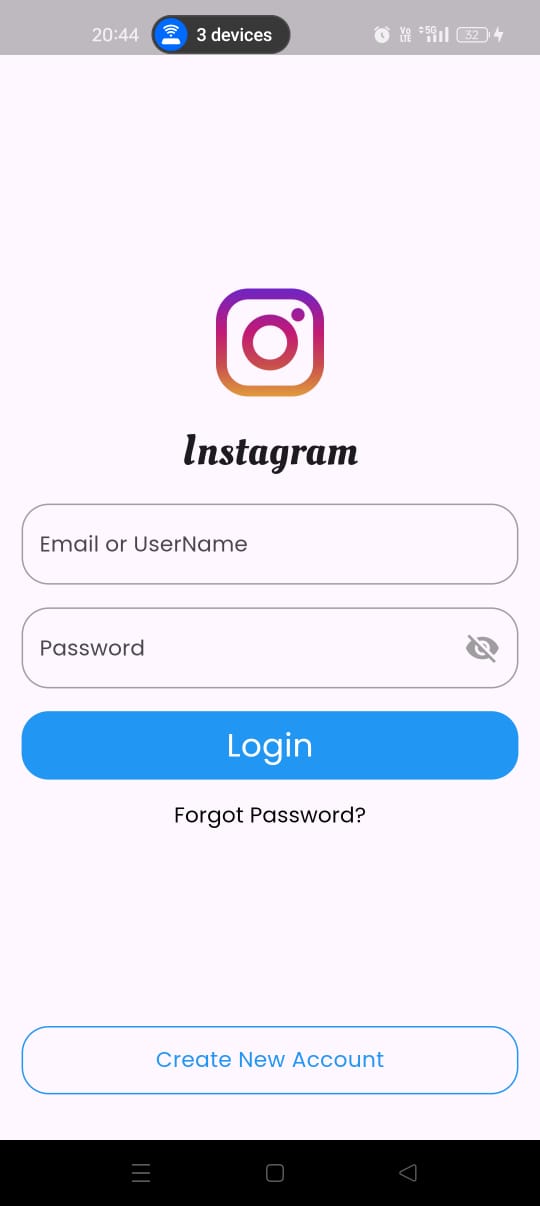 20:44 3 devices Vo LTE 5G 32
Instagram
Email or UserName
Password
Login
Forgot Password?
Create New Account